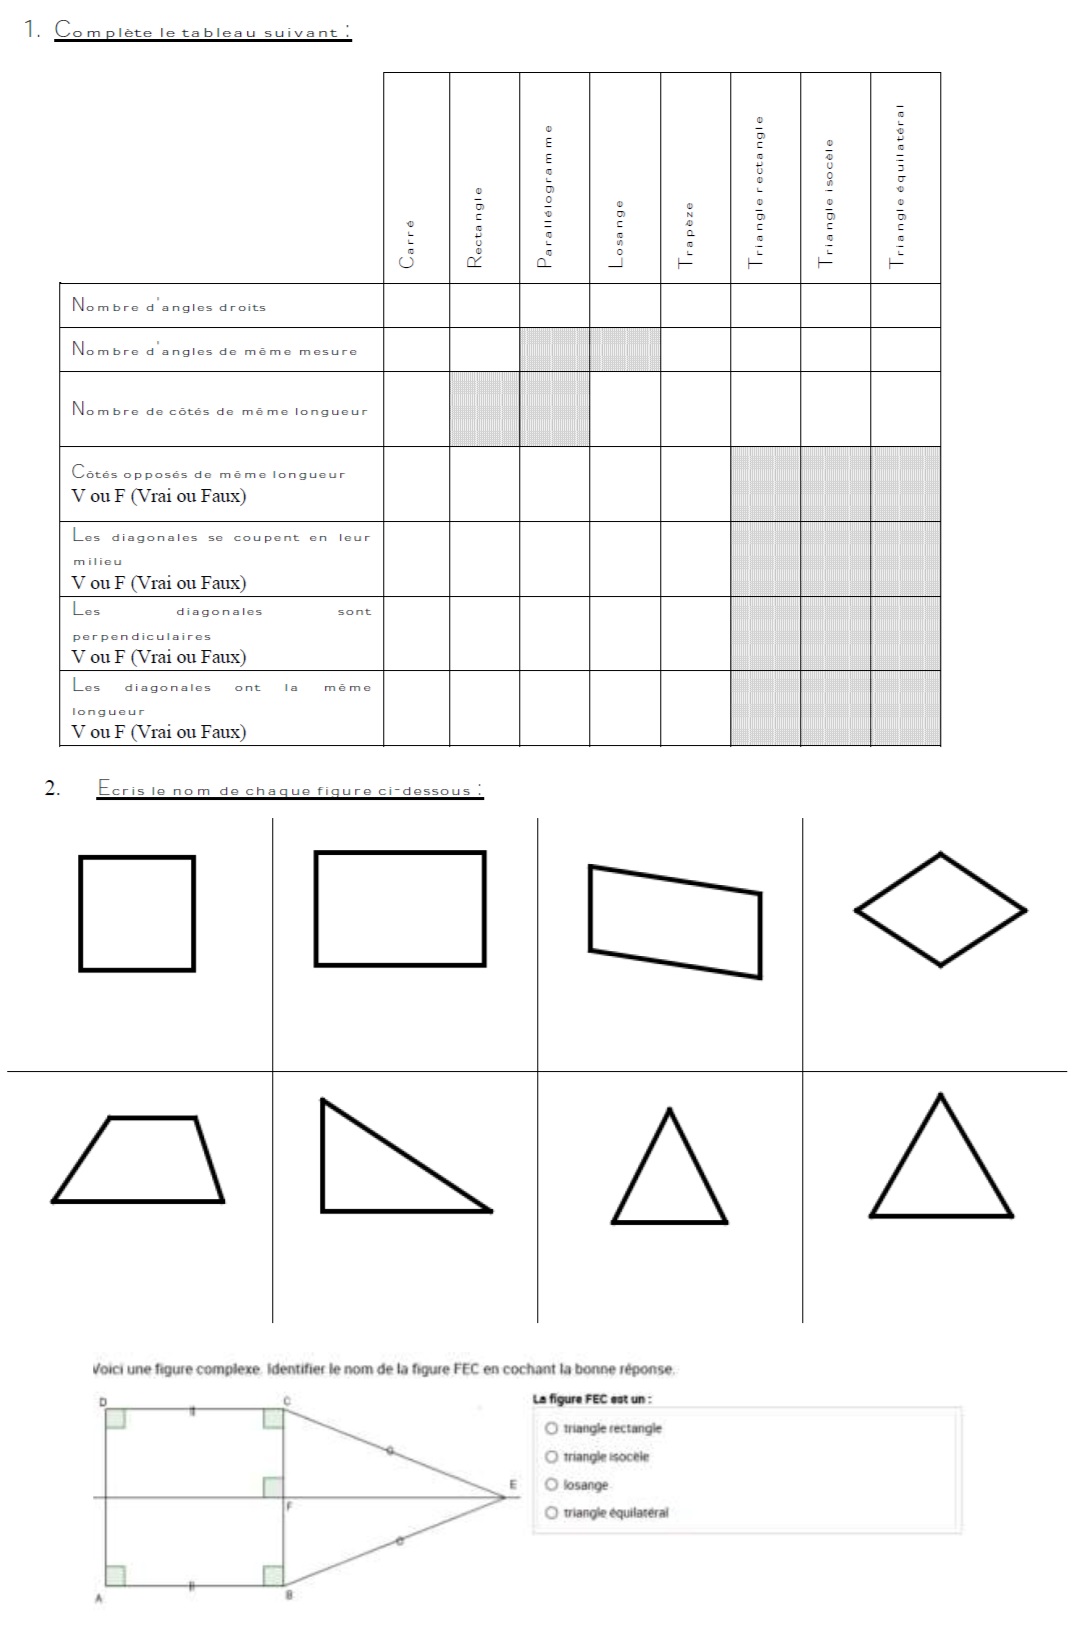 1. Complète le tableau suivant :
Carré
Rectangle
Parallélogramme
Losange
Trapèze
Triangle rectangle
Triangle isocèle
Triangle équilatéral
Nombre d'angles droits
Nombre d'angles de même mesure
Nombre de côtés de même longueur
Côtés opposés de même longueur
V ou F (Vrai ou Faux)
Les diagonales se coupent en leur
milieu
V ou F (Vrai ou Faux)
Les diagonales sont
perpendiculaires
V ou F (Vrai ou Faux)
Les diagonales ont la même
longueur
V ou F (Vrai ou Faux)
2. Ecris le nom de chaque figure ci-dessous :
Voici une figure complexe. Identifier le nom de la figure FEC en cochant la bonne réponse.
D
C
E
F
A
B
La figure FEC est un :
triangle rectangle
triangle isocèle
losange
triangle équilatéral